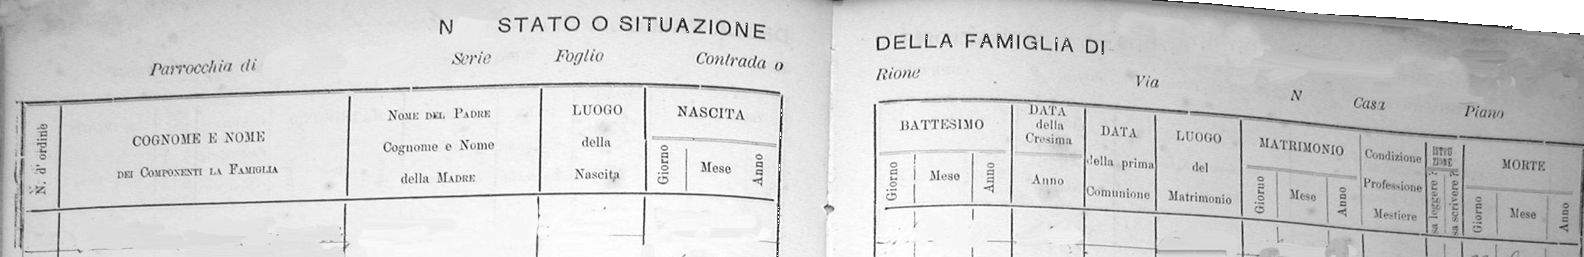 N STATO O SITUAZIONE DELLA FAMIGLIA DI
Parrocchia di Serie Foglio Contrada o Rione Via N Casa Piano
N. d' ordine
COGNOME E NOME
DEI COMPONENTI LA FAMIGLIA
NOME DEL PADRE
Cognome e Nome
della MADRE
LUOGO
della
Nascita
NASCITA
Giorno Mese Anno
BATTESIMO
Giorno Mese Anno
DATA
della
Cresima
Anno
DATA
della prima
Comunione
LUOGO
del
Matrimonio
MATRIMONIO
Giorno Mese Anno
Condizione
Professione
Mestiere
ISTRU
ZIONE
sa leggere ?
sa scrivere ?
MORTE
Giorno Mese Anno